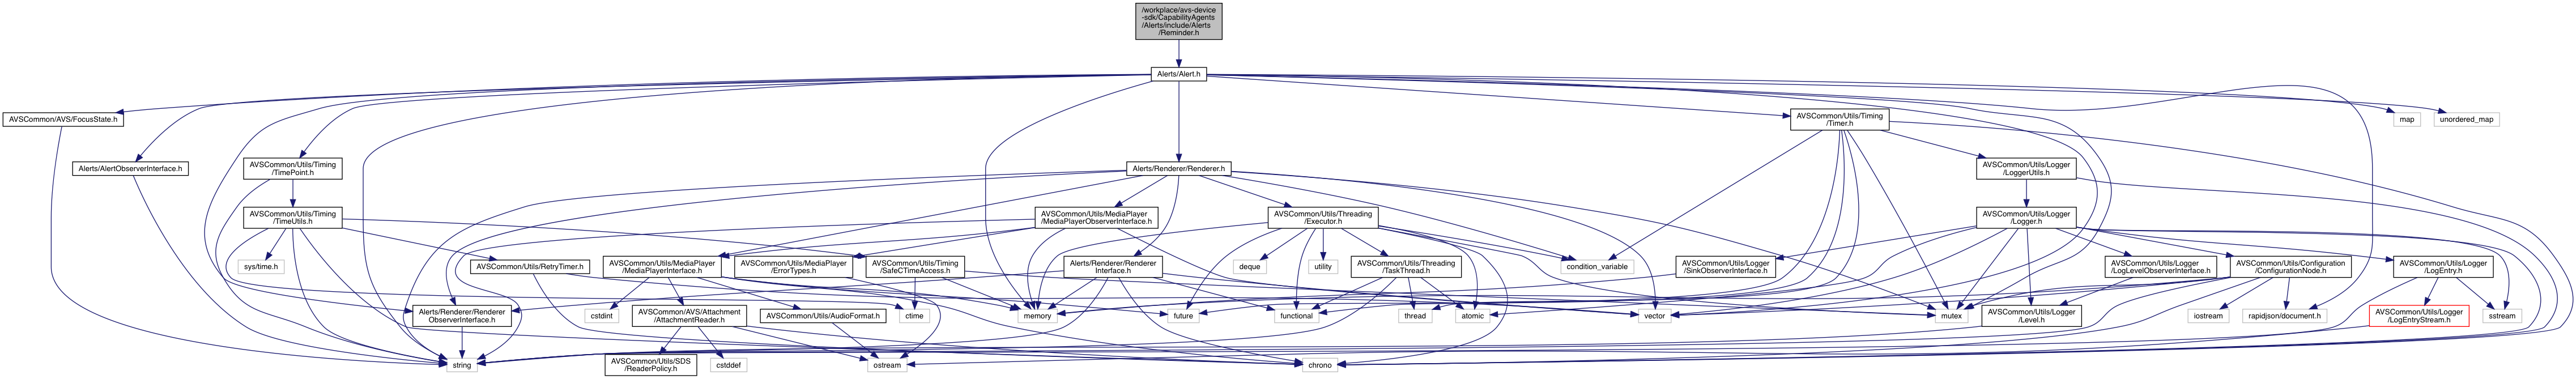 /workplace/avs-device
-sdk/CapabilityAgents
/Alerts/include/Alerts
/Reminder.h
Alerts/Alert.h
AVSCommon/AVS/FocusState.h
AVSCommon/Utils/Timing
/Timer.h
map
unordered_map
Alerts/AlertObserverInterface.h
AVSCommon/Utils/Timing
/TimePoint.h
Alerts/Renderer/Renderer.h
AVSCommon/Utils/Logger
/LoggerUtils.h
AVSCommon/Utils/Timing
/TimeUtils.h
AVSCommon/Utils/MediaPlayer
/MediaPlayerObserverInterface.h
AVSCommon/Utils/Threading
/Executor.h
AVSCommon/Utils/Logger
/Logger.h
sys/time.h
AVSCommon/Utils/RetryTimer.h
AVSCommon/Utils/MediaPlayer
/MediaPlayerInterface.h
AVSCommon/Utils/MediaPlayer
/ErrorTypes.h
AVSCommon/Utils/Timing
/SafeCTimeAccess.h
Alerts/Renderer/Renderer
Interface.h
deque
utility
AVSCommon/Utils/Threading
/TaskThread.h
condition_variable
AVSCommon/Utils/Logger
/SinkObserverInterface.h
AVSCommon/Utils/Logger
/LogLevelObserverInterface.h
AVSCommon/Utils/Configuration
/ConfigurationNode.h
AVSCommon/Utils/Logger
/LogEntry.h
Alerts/Renderer/Renderer
ObserverInterface.h
cstdint
AVSCommon/AVS/Attachment
/AttachmentReader.h
AVSCommon/Utils/AudioFormat.h
ctime
memory
future
functional
thread
atomic
vector
mutex
AVSCommon/Utils/Logger
/Level.h
iostream
rapidjson/document.h
AVSCommon/Utils/Logger
/LogEntryStream.h
sstream
string
AVSCommon/Utils/SDS
/ReaderPolicy.h
cstddef
ostream
chrono